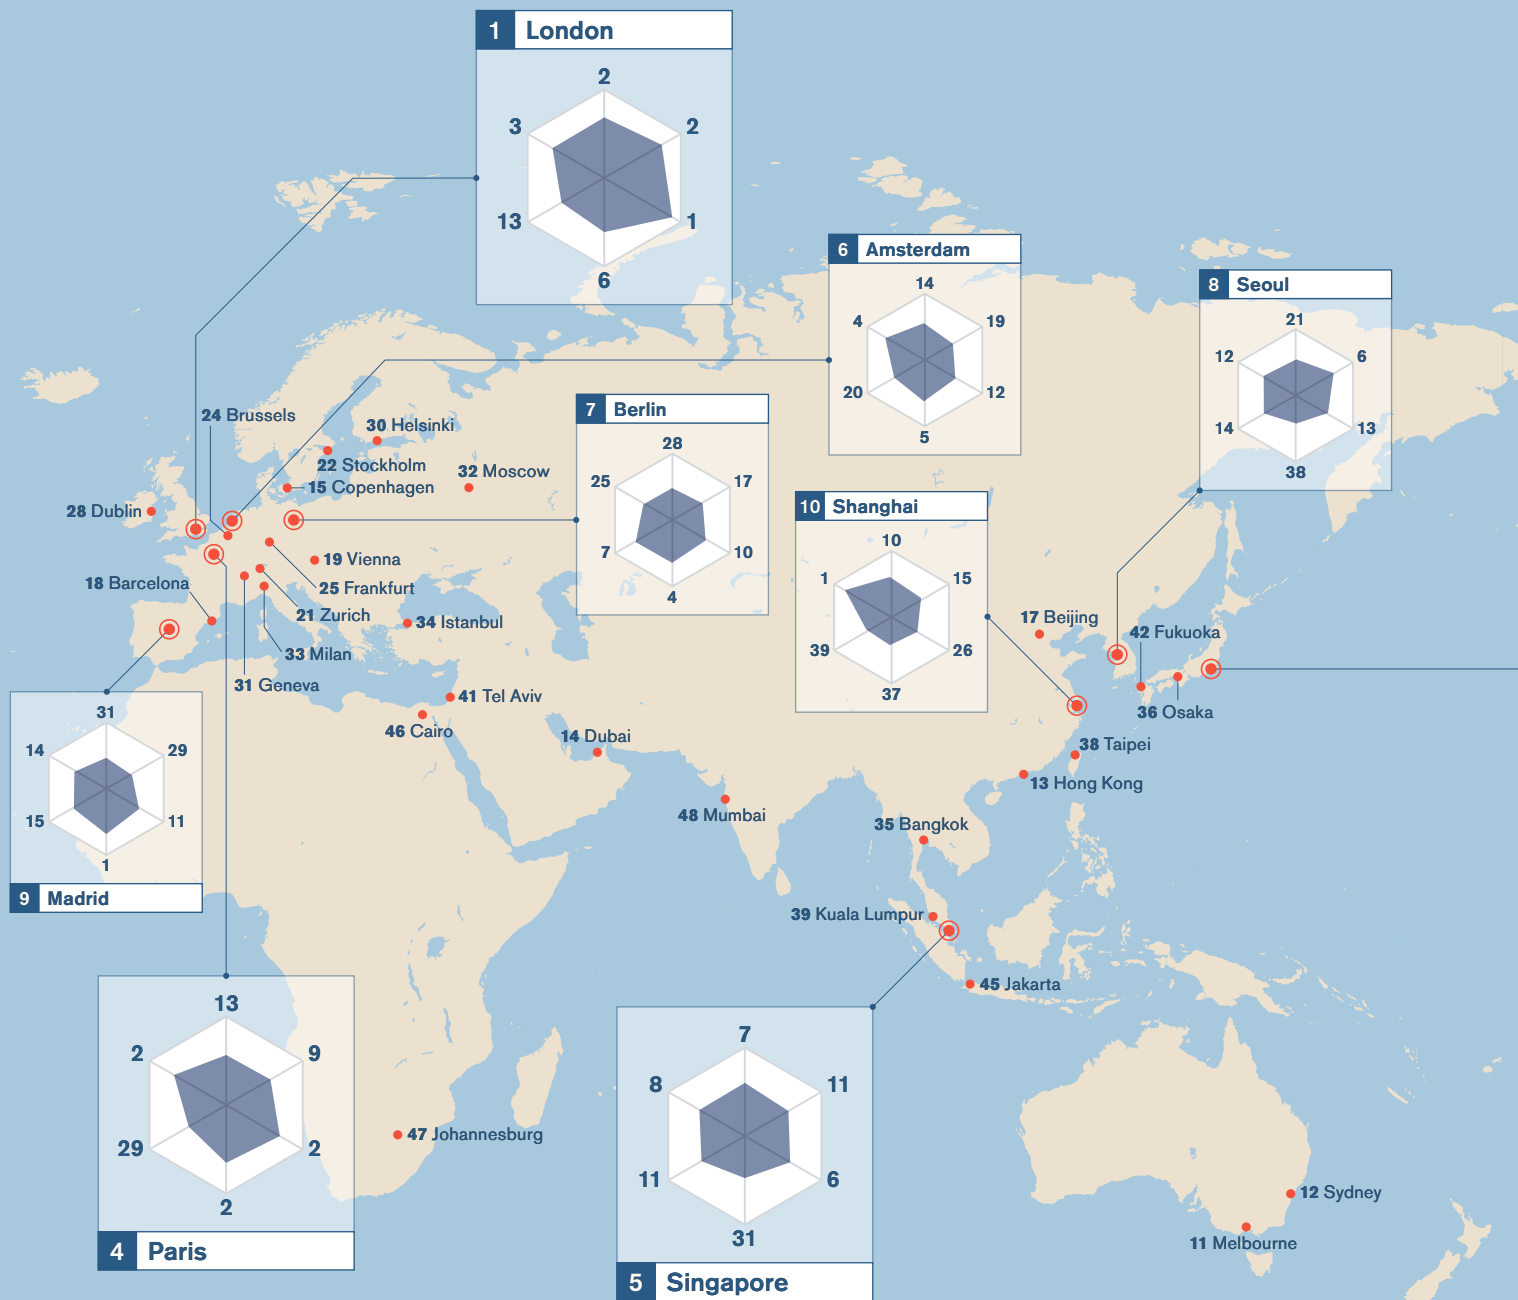 1 London
2
3
2
13
1
6
6 Amsterdam
14
4
19
20
12
5
8 Seoul
21
12
6
14
13
38
7 Berlin
28
25
17
7
10
4
24 Brussels
30 Helsinki
22 Stockholm
32 Moscow
15 Copenhagen
28 Dublin
10 Shanghai
10
1
15
39
26
37
19 Vienna
18 Barcelona
25 Frankfurt
21 Zurich
34 Istanbul
33 Milan
31 Geneva
17 Beijing
42 Fukuoka
36 Osaka
41 Tel Aviv
46 Cairo
14 Dubai
38 Taipei
13 Hong Kong
48 Mumbai
35 Bangkok
31
14
29
15
11
1
9 Madrid
39 Kuala Lumpur
45 Jakarta
13
2
9
29
2
2
4 Paris
47 Johannesburg
7
8
11
11
6
31
5 Singapore
12 Sydney
11 Melbourne